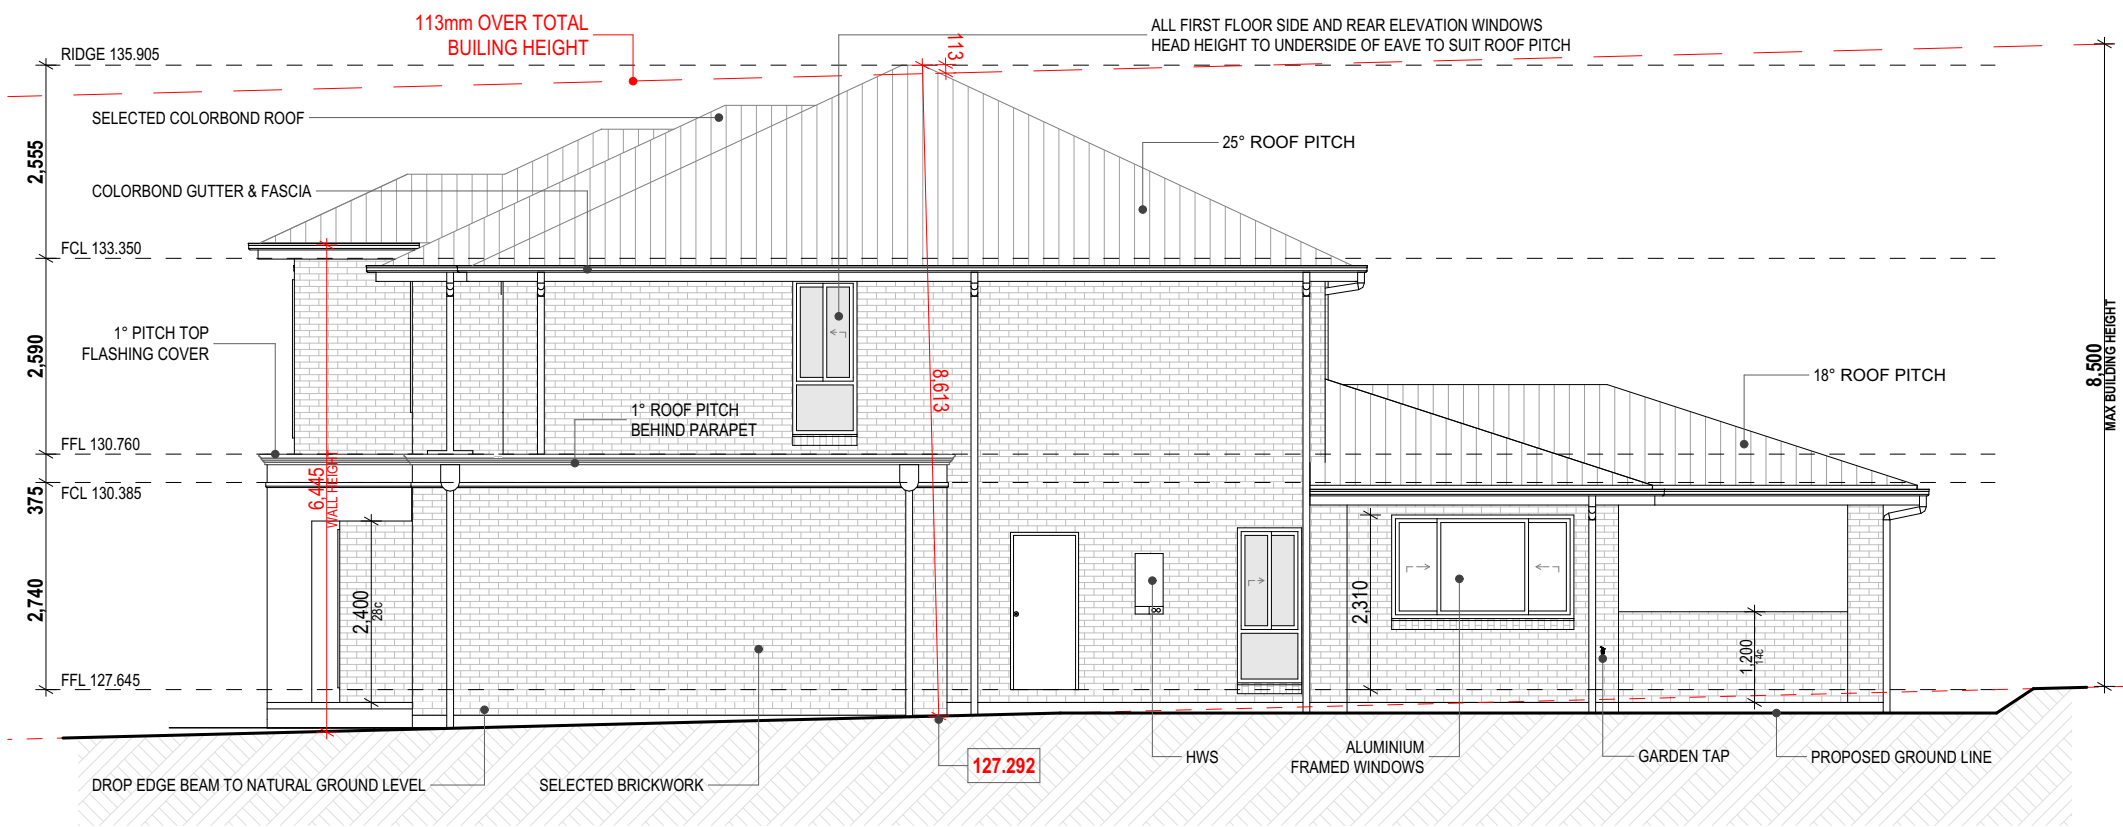 113mm OVER TOTAL
BUILING HEIGHT
RIDGE 135.905
ALL FIRST FLOOR SIDE AND REAR ELEVATION WINDOWS
HEAD HEIGHT TO UNDERSIDE OF EAVE TO SUIT ROOF PITCH
113
SELECTED COLORBOND ROOF
25° ROOF PITCH
2,555
COLORBOND GUTTER & FASCIA
FCL 133.350
1° PITCH TOP
FLASHING COVER
2,590
8,500
MAX BUILDING HEIGHT
18° ROOF PITCH
8,613
1° ROOF PITCH
BEHIND PARAPET
FFL 130.760
375
FCL 130.385
6,445
WALL HEIGHT
2,740
2,400
28c
2,310
1,200
14c
FFL 127.645
127.292
HWS
ALUMINIUM
FRAMED WINDOWS
GARDEN TAP
PROPOSED GROUND LINE
DROP EDGE BEAM TO NATURAL GROUND LEVEL
SELECTED BRICKWORK